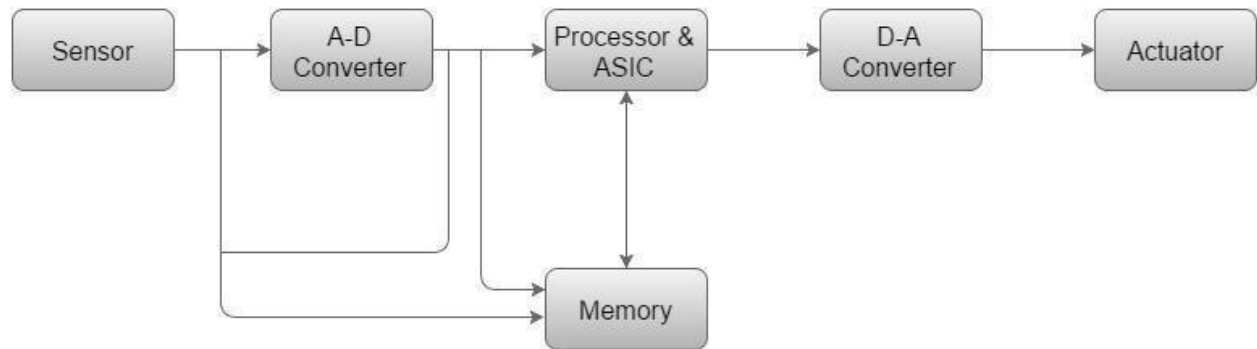 Sensor
A-D
Converter
Processor &
ASIC
D-A
Converter
Actuator
Memory